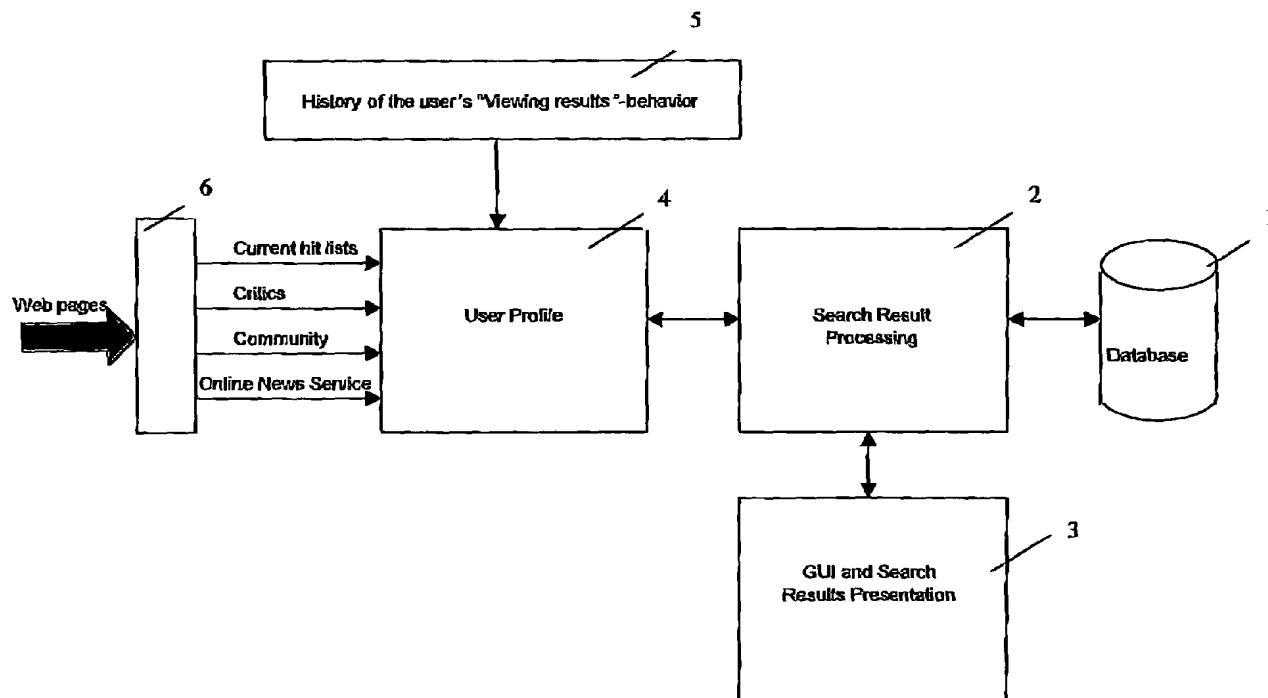 5
History of the user's "Viewing results"-behavior
6
4
2
Current hit lists
Critics
Community
Online News Service
Web pages
User Profile
Search Result
Processing
Database
3
GUI and Search
Results Presentation